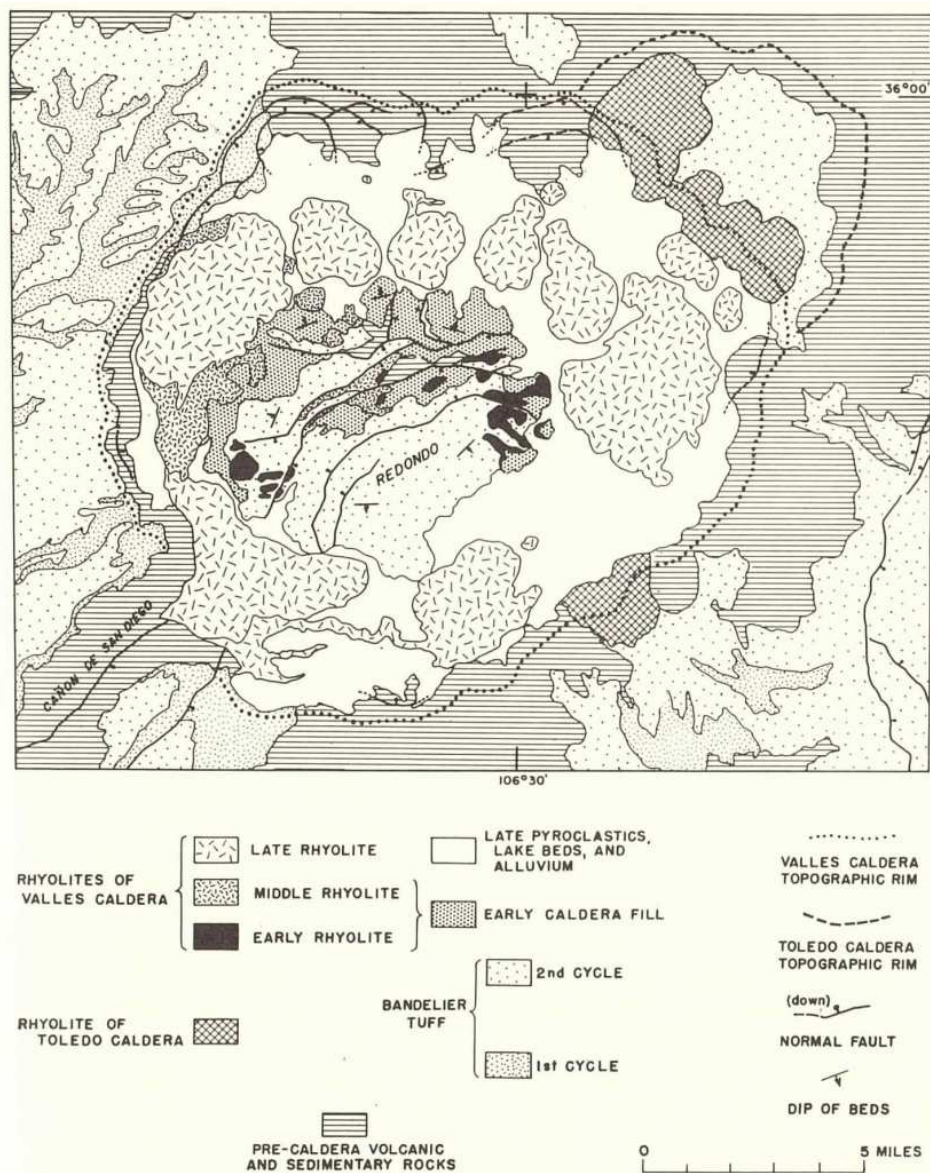 36°00'
REDONDO
CAÑON DE SAN DIEGO
106°30'
RHYOLITES OF
VALLES CALDERA
LATE RHYOLITE
MIDDLE RHYOLITE
EARLY RHYOLITE
LATE PYROCLASTICS,
LAKE BEDS, AND
ALLUVIUM
EARLY CALDERA FILL
RHYOLITE OF
TOLEDO CALDERA
BANDELIER
TUFF
2nd CYCLE
1st CYCLE
PRE-CALDERA VOLCANIC
AND SEDIMENTARY ROCKS
VALLES CALDERA
TOPOGRAPHIC RIM
TOLEDO CALDERA
TOPOGRAPHIC RIM
(down)
NORMAL FAULT
DIP OF BEDS
0 5 MILES